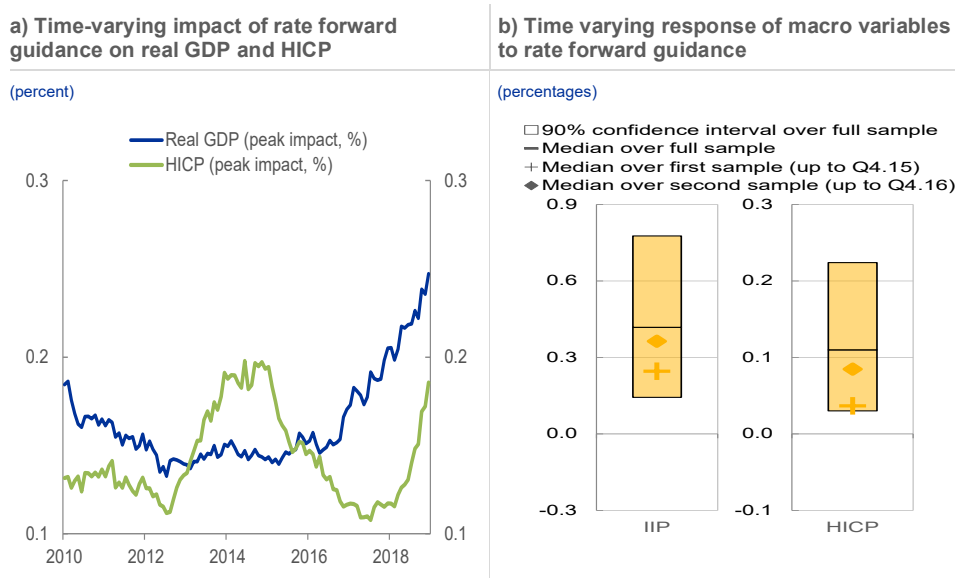 a) Time-varying impact of rate forward
guidance on real GDP and HICP
(percent)
Real GDP (peak impact, %)
HICP (peak impact, %)
0.3
0.3
0.2
0.2
0.1
0.1
2010
2012
2014
2016
2018
b) Time varying response of macro variables
to rate forward guidance
(percentages)
90% confidence interval over full sample
Median over full sample
Median over first sample (up to Q4.15)
Median over second sample (up to Q4.16)
0.9
0.6
0.3
0.0
-0.3
IIP
0.3
0.2
0.1
0.0
-0.1
HICP